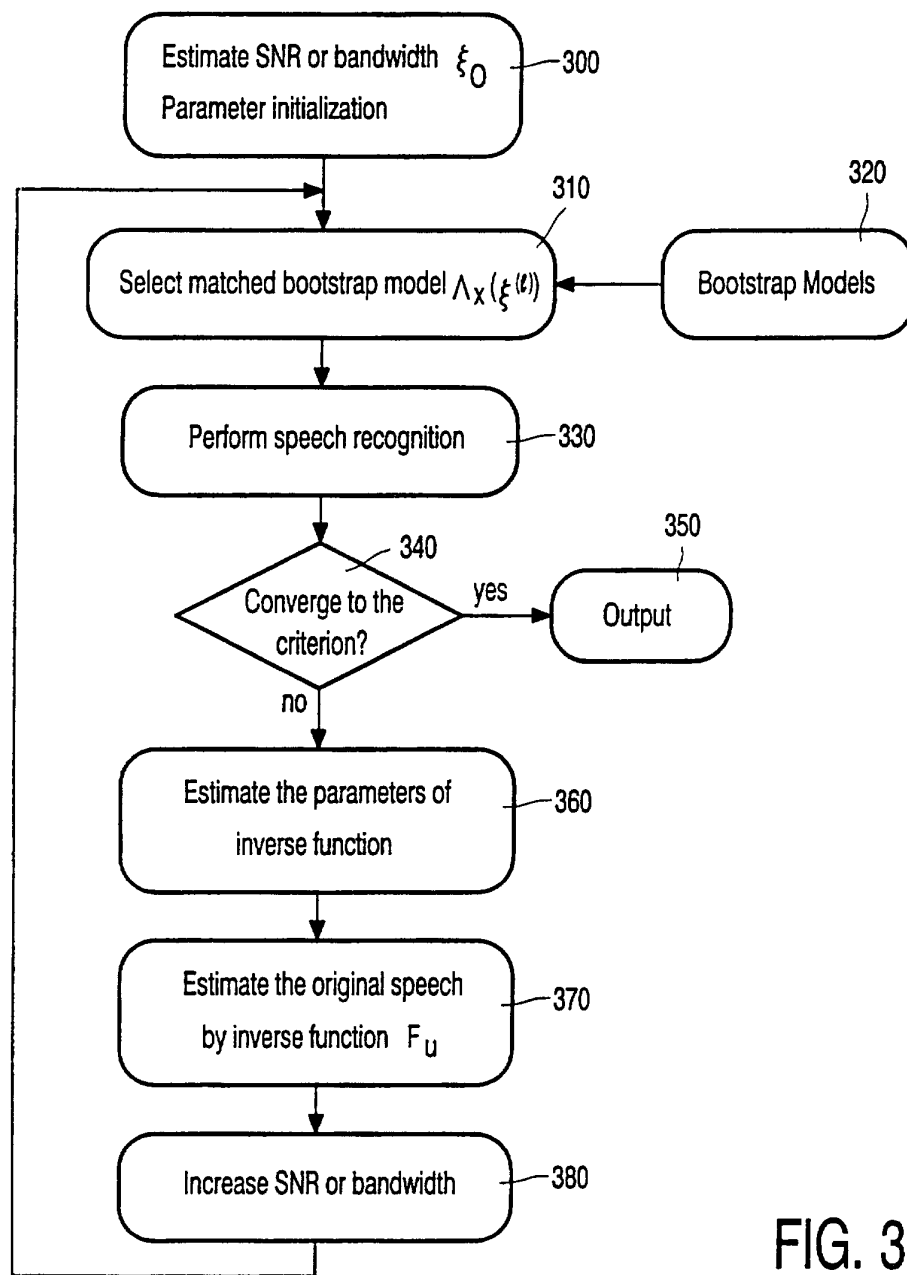 Estimate SNR or bandwidth ξ₀
Parameter initialization
300
310
320
Select matched bootstrap model Λₓ(ξ⁽ˡ⁾)
Bootstrap Models
Perform speech recognition
330
340
350
Converge to the
criterion?
yes
Output
no
Estimate the parameters of
inverse function
360
Estimate the original speech
by inverse function Fᵤ
370
Increase SNR or bandwidth
380
FIG. 3